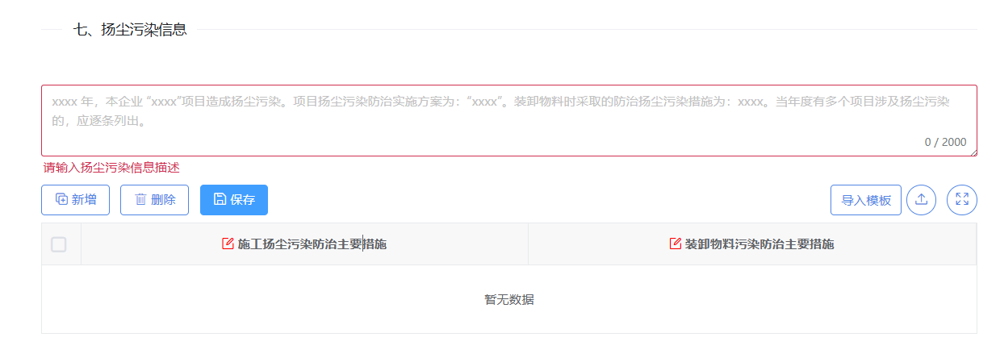 七、扬尘污染信息
xxxx 年，本企业 “xxxx”项目造成扬尘污染。项目扬尘污染防治实施方案为：“xxxx”。装卸物料时采取的防治扬尘污染措施为：xxxx。当年度有多个项目涉及扬尘污染
的，应逐条列出。
0 / 2000
请输入扬尘污染信息描述
新增 删除 保存 导入模板
施工扬尘污染防治主要措施 装卸物料污染防治主要措施
暂无数据